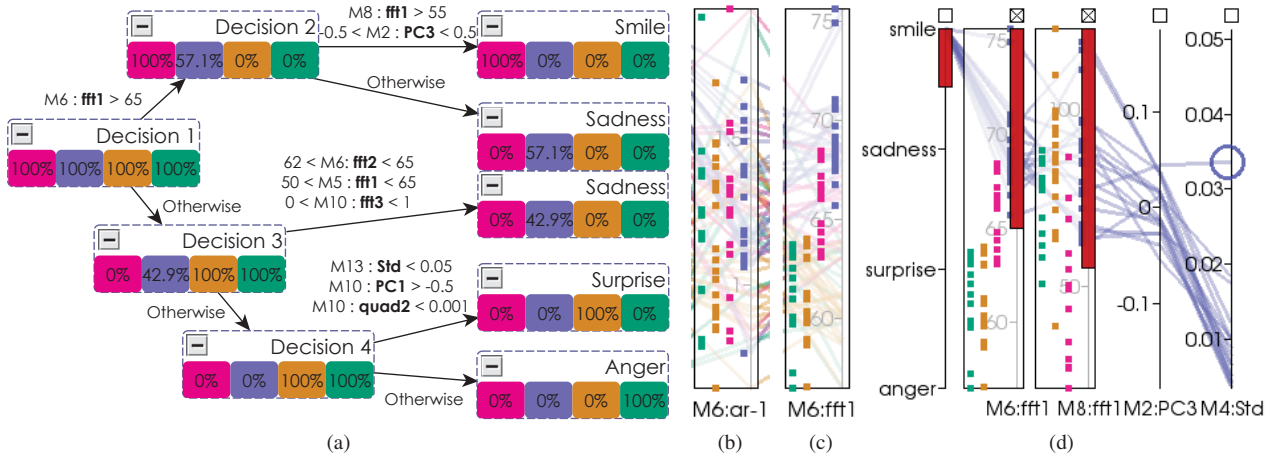 Decision 2
100% 57.1% 0% 0%
M8 : fft1 > 55
-0.5 < M2 : PC3 < 0.5
Otherwise
Smile
100% 0% 0% 0%
M6 : fft1 > 65
Decision 1
100% 100% 100% 100%
Sadness
0% 57.1% 0% 0%
62 < M6: fft2 < 65
50 < M5 : fft1 < 65
0 < M10 : fft3 < 1
Sadness
0% 42.9% 0% 0%
Otherwise
Decision 3
0% 42.9% 100% 100%
M13 : Std < 0.05
M10 : PC1 > -0.5
M10 : quad2 < 0.001
Surprise
0% 0% 100% 0%
Otherwise
Decision 4
0% 0% 100% 100%
Otherwise
Anger
0% 0% 0% 100%
(a)
M6:ar-1
(b)
75
70
65
60
M6:fft1
(c)
smile
sadness
surprise
anger
75
70
65
60
M6:fft1
100
50
M8:fft1
0.1
0
-0.1
M2:PC3
0.05
0.04
0.03
0.02
0.01
M4:Std
(d)